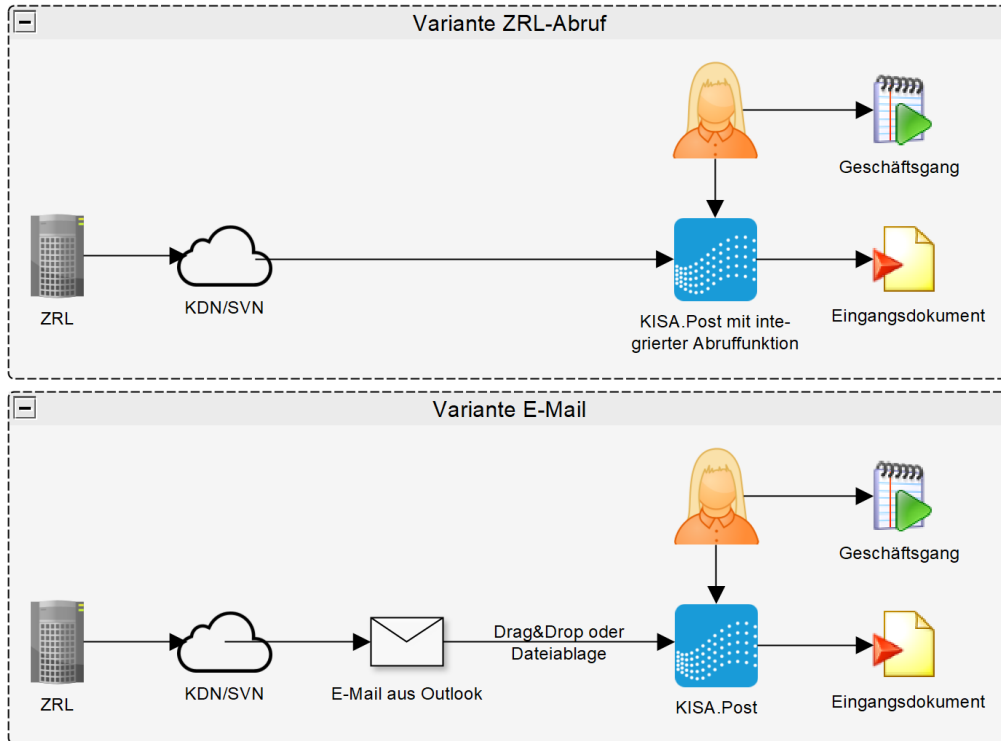 Variante ZRL-Abruf
Geschäftsgang
ZRL
KDN/SVN
KISA.Post mit inte-
grierter Abruffunktion
Eingangsdokument
Variante E-Mail
Geschäftsgang
Drag&Drop oder
Dateiablage
ZRL
KDN/SVN
E-Mail aus Outlook
KISA.Post
Eingangsdokument